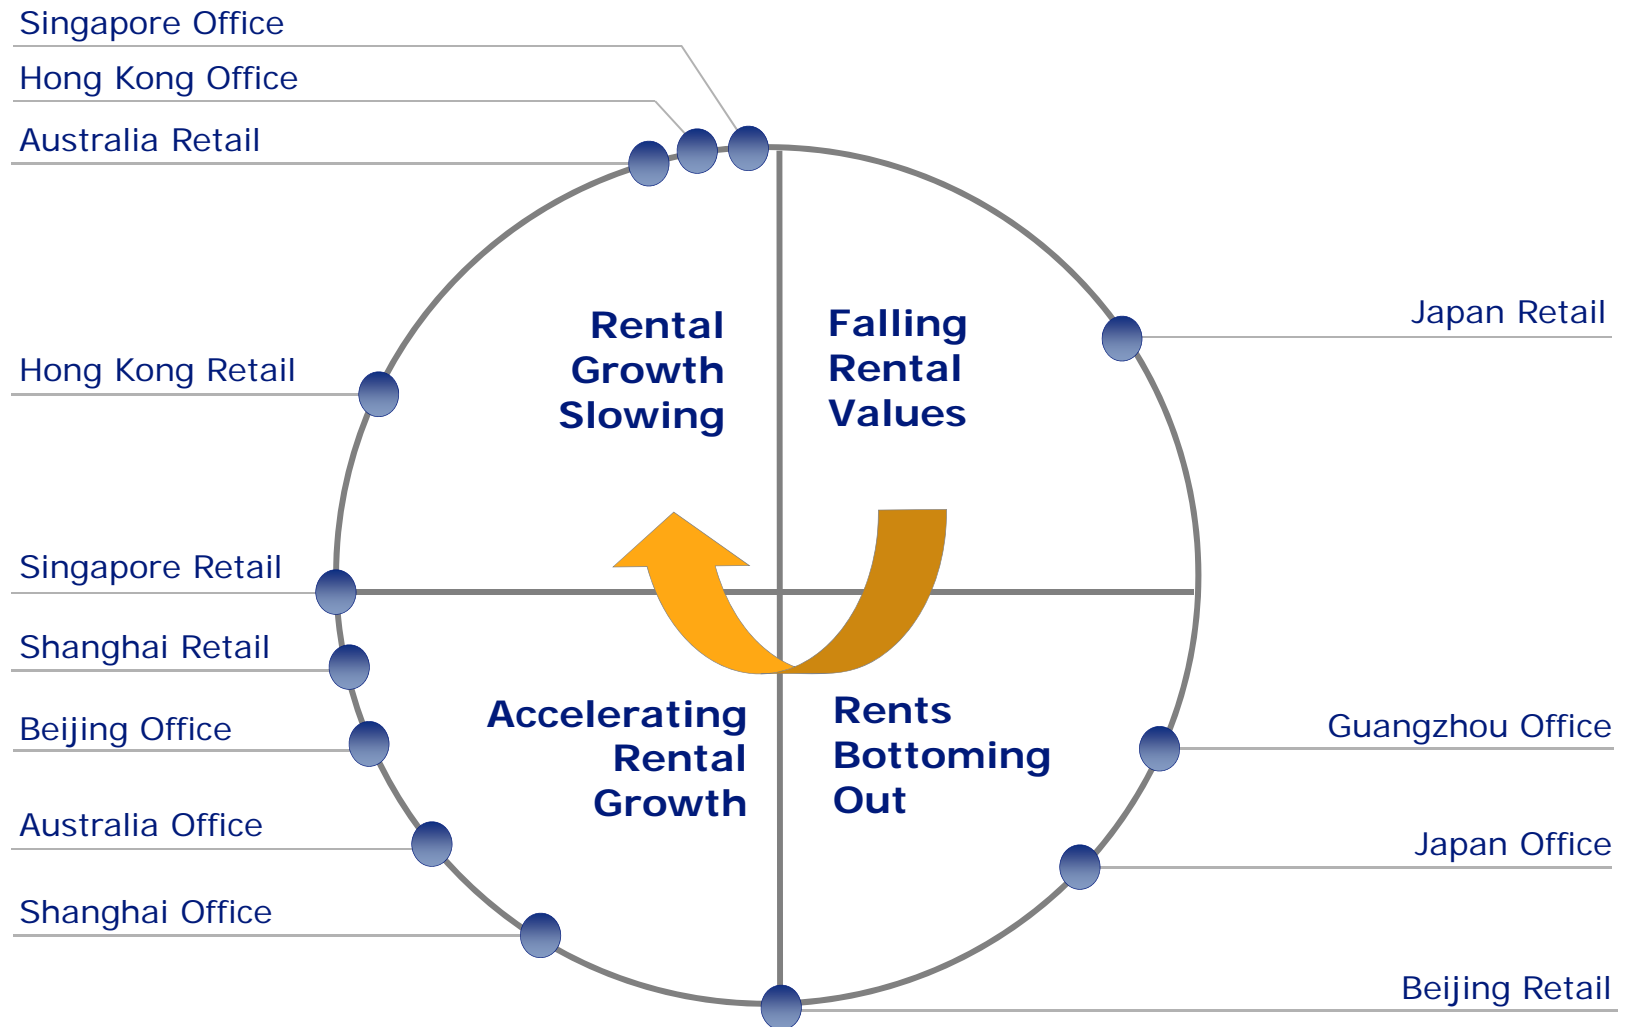 Singapore Office
Hong Kong Office
Australia Retail
Hong Kong Retail
Singapore Retail
Shanghai Retail
Beijing Office
Australia Office
Shanghai Office
Rental
Growth
Slowing
Falling
Rental
Values
Accelerating
Rental
Growth
Rents
Bottoming
Out
Japan Retail
Guangzhou Office
Japan Office
Beijing Retail